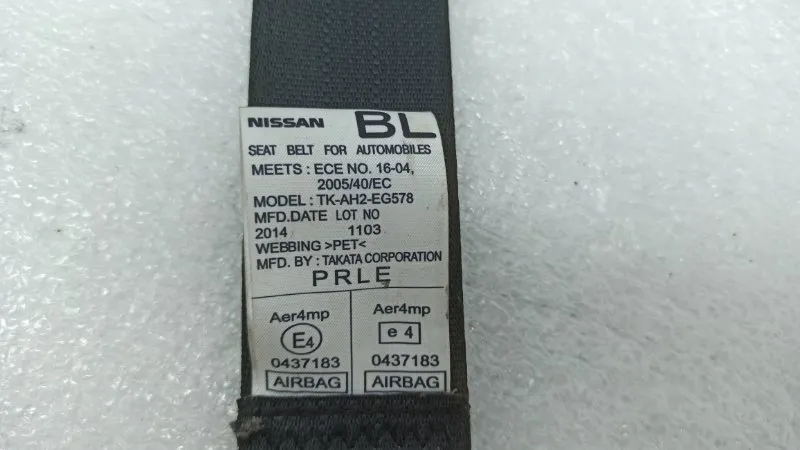 NISSAN BL
SEAT BELT FOR AUTOMOBILES
MEETS : ECE NO. 16-04,
2005/40/EC
MODEL : TK-AH2-EG578
MFD.DATE LOT NO
2014 1103
WEBBING >PET<
MFD. BY : TAKATA CORPORATION
PRLE
Aer4mp Aer4mp
E4 e 4
0437183 0437183
AIRBAG AIRBAG